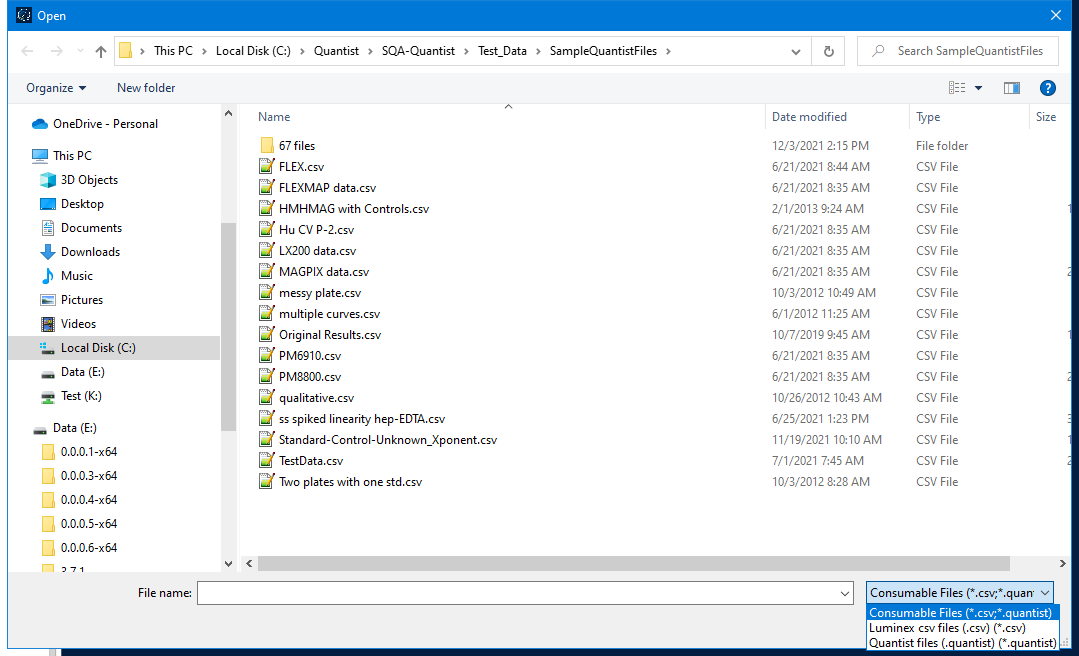 Open
This PC > Local Disk (C:) > Quantist > SQA-Quantist > Test_Data > SampleQuantistFiles >
Search SampleQuantistFiles
Organize
New folder
?
OneDrive - Personal
This PC
3D Objects
Desktop
Documents
Downloads
Music
Pictures
Videos
Local Disk (C:)
Data (E:)
Test (K:)
Data (E:)
0.0.0.1-x64
0.0.0.3-x64
0.0.0.4-x64
0.0.0.5-x64
0.0.0.6-x64
3.7.1
Name Date modified Type Size
67 files 12/3/2021 2:15 PM File folder
FLEX.csv 6/21/2021 8:44 AM CSV File
FLEXMAP data.csv 6/21/2021 8:35 AM CSV File
HMHMAG with Controls.csv 2/1/2013 9:24 AM CSV File 1
Hu CV P-2.csv 6/21/2021 8:35 AM CSV File
LX200 data.csv 6/21/2021 8:35 AM CSV File
MAGPIX data.csv 6/21/2021 8:35 AM CSV File 2
messy plate.csv 10/3/2012 10:49 AM CSV File
multiple curves.csv 6/1/2012 11:25 AM CSV File
Original Results.csv 10/7/2019 9:45 AM CSV File 1
PM6910.csv 6/21/2021 8:35 AM CSV File
PM8800.csv 6/21/2021 8:35 AM CSV File 2
qualitative.csv 10/26/2012 10:43 AM CSV File
ss spiked linearity hep-EDTA.csv 6/25/2021 1:23 PM CSV File 3
Standard-Control-Unknown_Xponent.csv 11/19/2021 10:10 AM CSV File 1
TestData.csv 7/1/2021 7:45 AM CSV File 2
Two plates with one std.csv 10/3/2012 8:28 AM CSV File
File name:
Consumable Files (*.csv;*.quant
Consumable Files (*.csv;*.quantist)
Luminex csv files (.csv) (*.csv)
Quantist files (.quantist) (*.quantist)